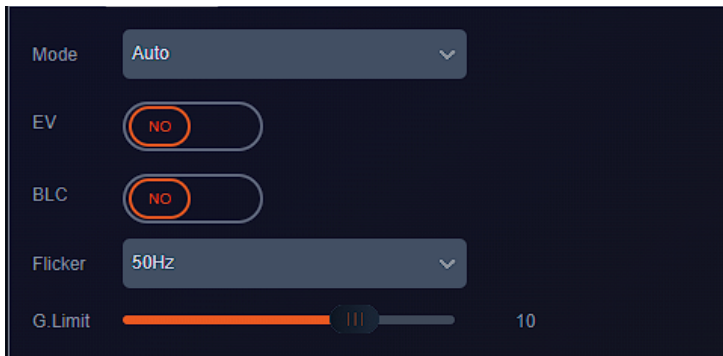 Mode Auto
EV NO
BLC NO
Flicker 50Hz
G.Limit 10